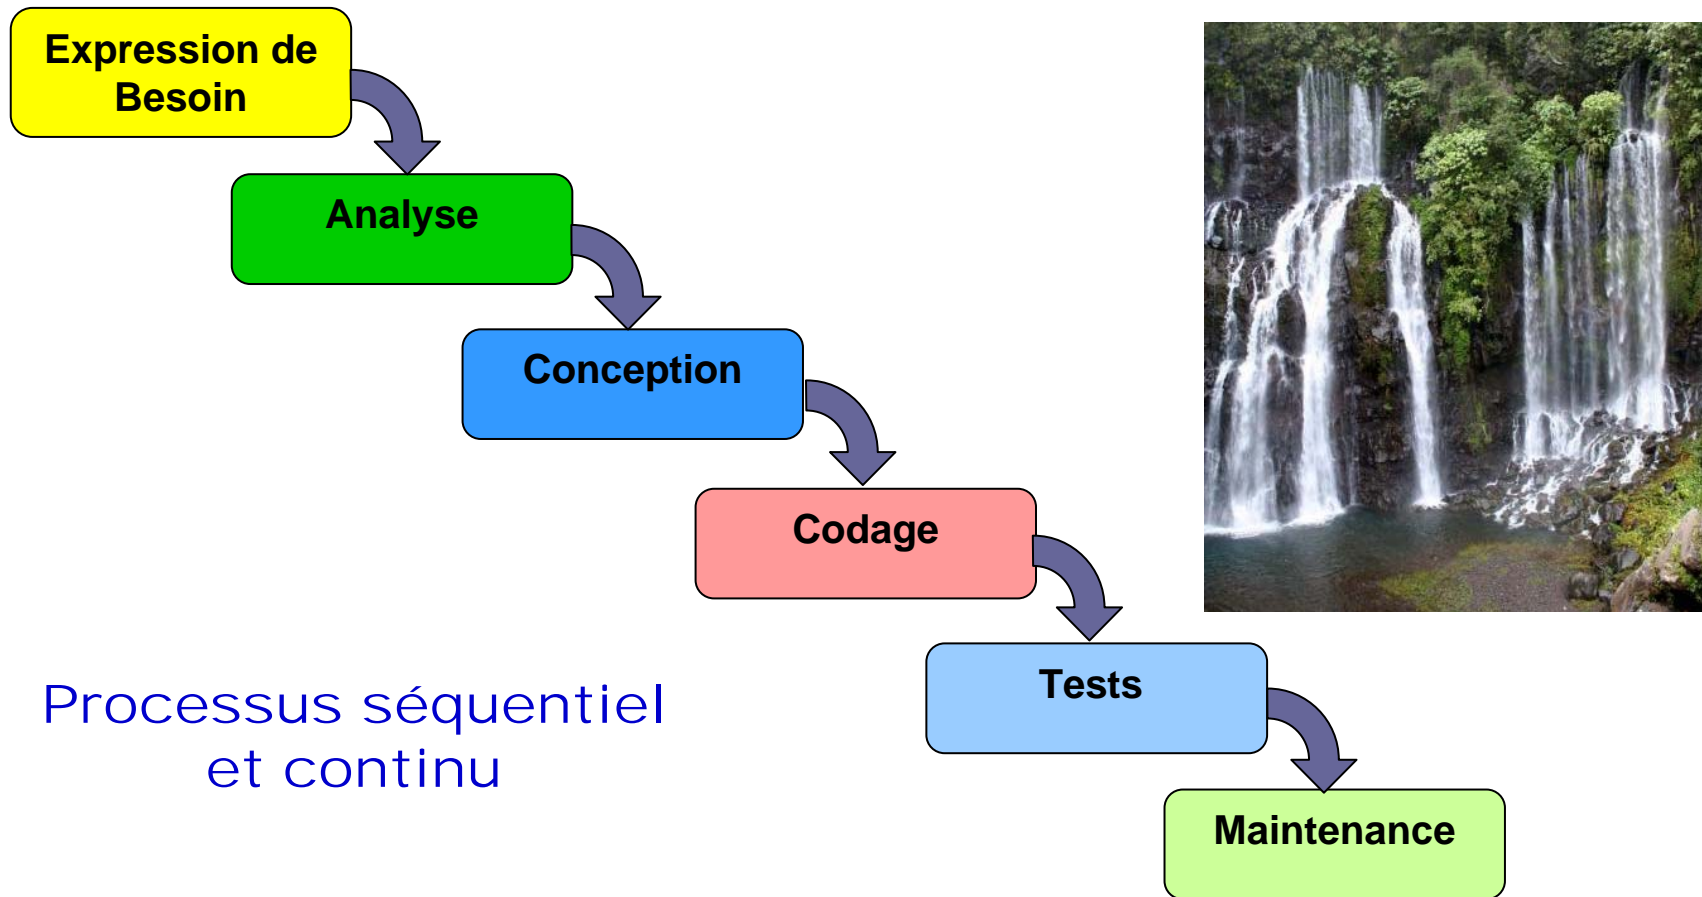 Expression de
Besoin
Analyse
Conception
Codage
Tests
Processus séquentiel
et continu
Maintenance